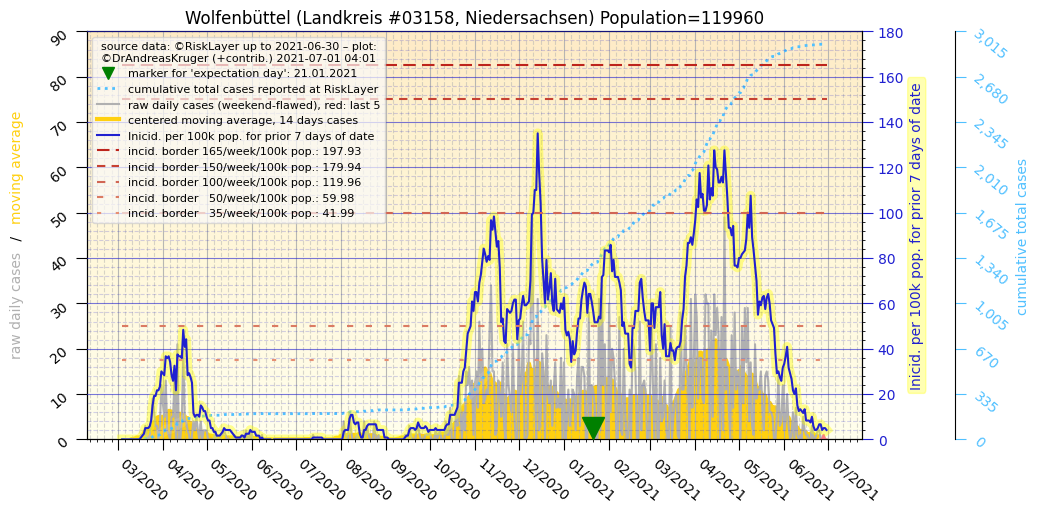 Wolfenbüttel (Landkreis #03158, Niedersachsen) Population=119960
source data: ©RiskLayer up to 2021-06-30 – plot:
©DrAndreasKruger (+contrib.) 2021-07-01 04:01
marker for 'expectation day': 21.01.2021
cumulative total cases reported at RiskLayer
raw daily cases (weekend-flawed), red: last 5
centered moving average, 14 days cases
Inicid. per 100k pop. for prior 7 days of date
incid. border 165/week/100k pop.: 197.93
incid. border 150/week/100k pop.: 179.94
incid. border 100/week/100k pop.: 119.96
incid. border   50/week/100k pop.: 59.98
incid. border   35/week/100k pop.: 41.99
raw daily cases   /   moving average
90
80
70
60
50
40
30
20
10
0
03/2020
04/2020
05/2020
06/2020
07/2020
08/2020
09/2020
10/2020
11/2020
12/2020
01/2021
02/2021
03/2021
04/2021
05/2021
06/2021
07/2021
180
160
140
120
100
80
60
40
20
0
Inicid. per 100k pop. for prior 7 days of date
3,015
2,680
2,345
2,010
1,675
1,340
1,005
670
335
0
cumulative total cases